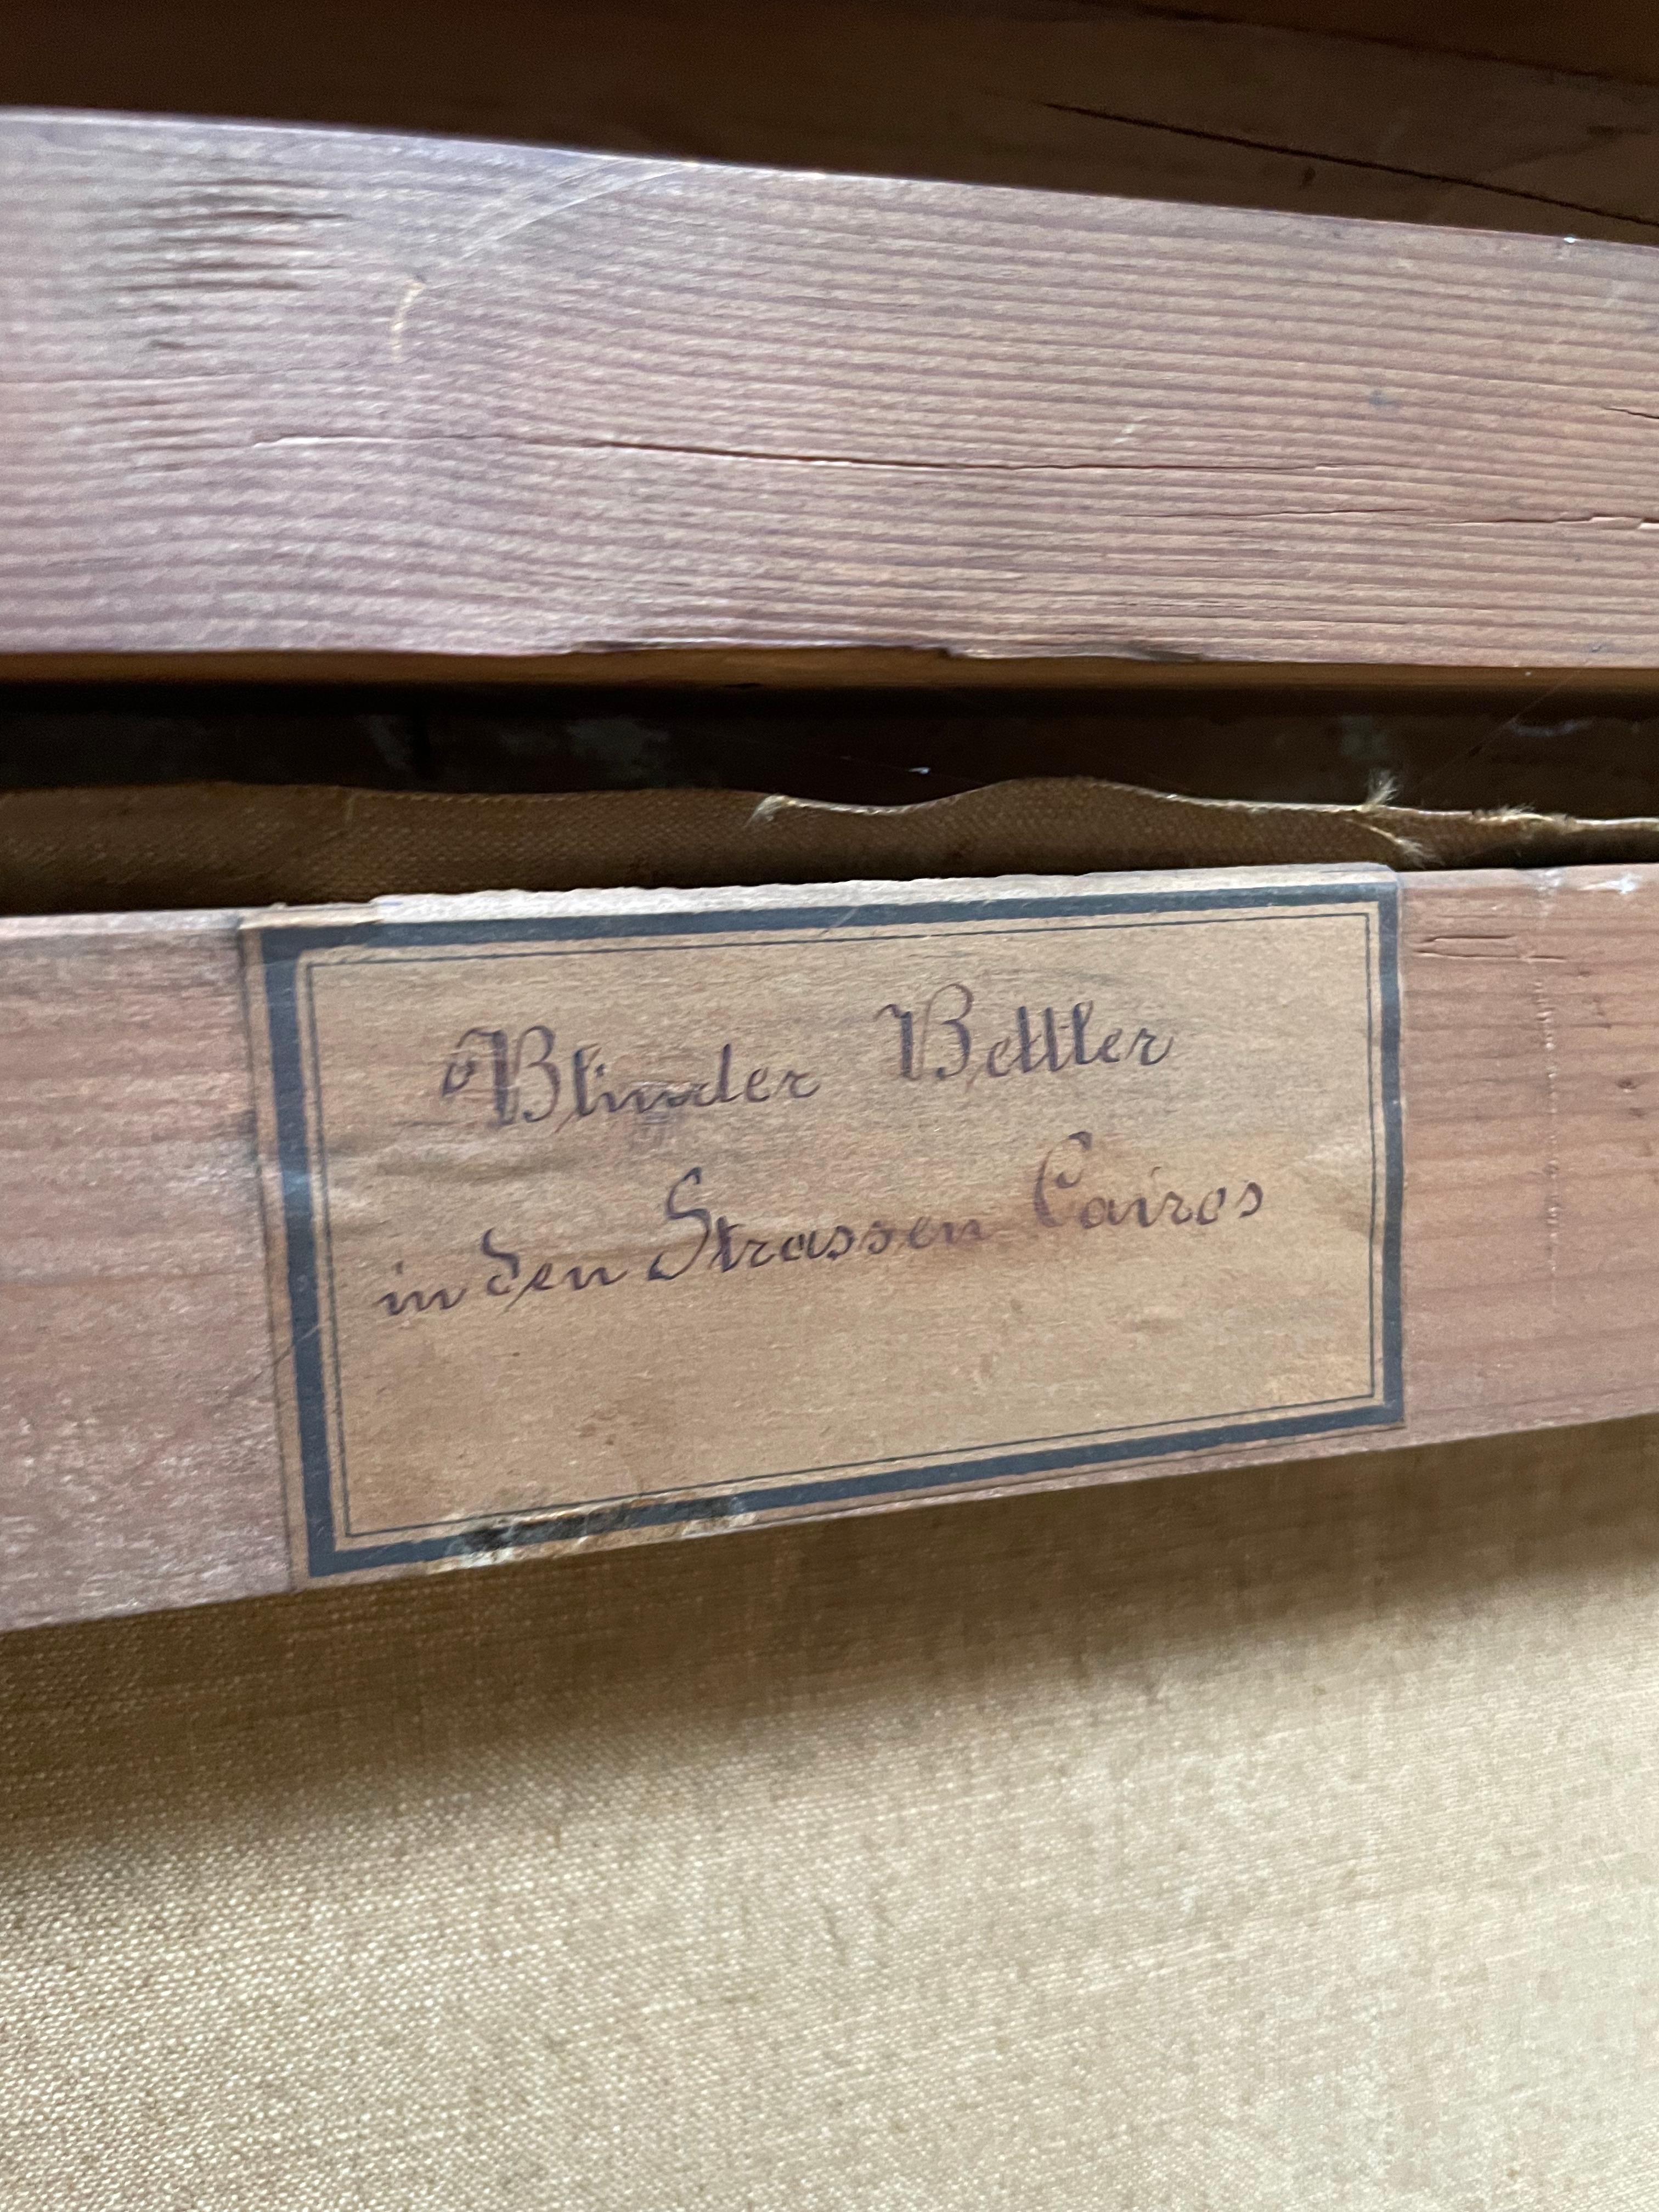 Blinder Bettler
in den Strassen Cairos